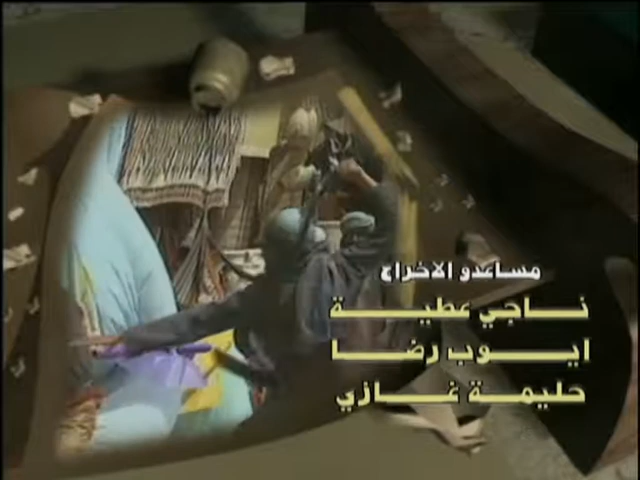 مساعدو الاخراج
ناجي عطية
ايوب رضا
حليمة غازي